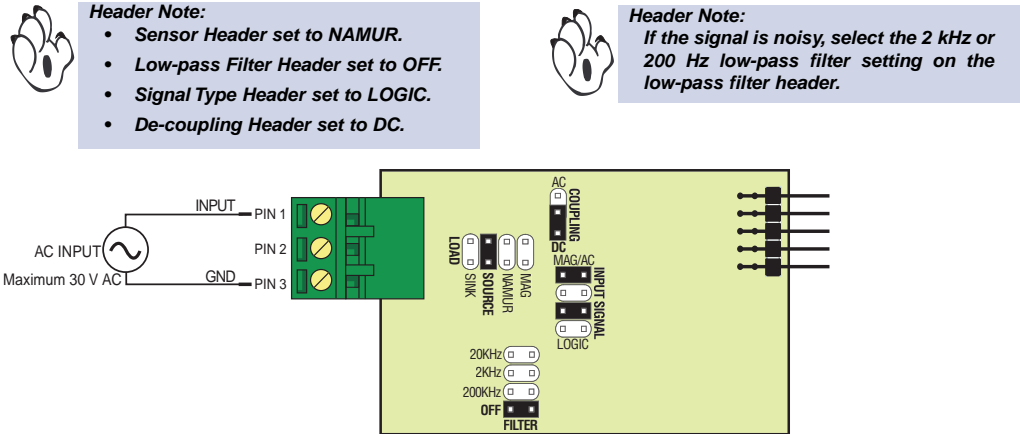 Header Note:
• Sensor Header set to NAMUR.
• Low-pass Filter Header set to OFF.
• Signal Type Header set to LOGIC.
• De-coupling Header set to DC.
Header Note:
If the signal is noisy, select the 2 kHz or
200 Hz low-pass filter setting on the
low-pass filter header.
AC INPUT
Maximum 30 V AC
INPUT
GND
PIN 1
PIN 2
PIN 3
AC
COUPLING
DC
LOAD
SINK
SOURCE
NAMUR
MAG
MAG/AC
INPUT SIGNAL
LOGIC
20KHz
2KHz
200KHz
OFF
FILTER